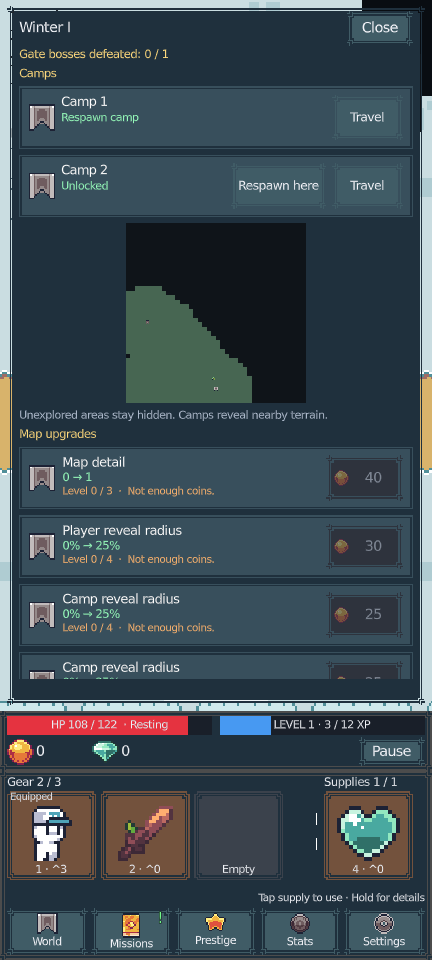 Winter I
Close
Gate bosses defeated: 0 / 1
Camps
Camp 1
Respawn camp
Travel
Camp 2
Unlocked
Respawn here
Travel
Unexplored areas stay hidden. Camps reveal nearby terrain.
Map upgrades
Map detail
0 → 1
Level 0 / 3 · Not enough coins.
40
Player reveal radius
0% → 25%
Level 0 / 4 · Not enough coins.
30
Camp reveal radius
0% → 25%
Level 0 / 4 · Not enough coins.
25
Camp reveal radius
HP 108 / 122 · Resting
LEVEL 1 · 3 / 12 XP
0
0
Pause
Gear 2 / 3
Supplies 1 / 1
Equipped
1 · ^3
2 · ^0
Empty
4 · ^0
Tap supply to use · Hold for details
World
Missions
!
Prestige
Stats
Settings